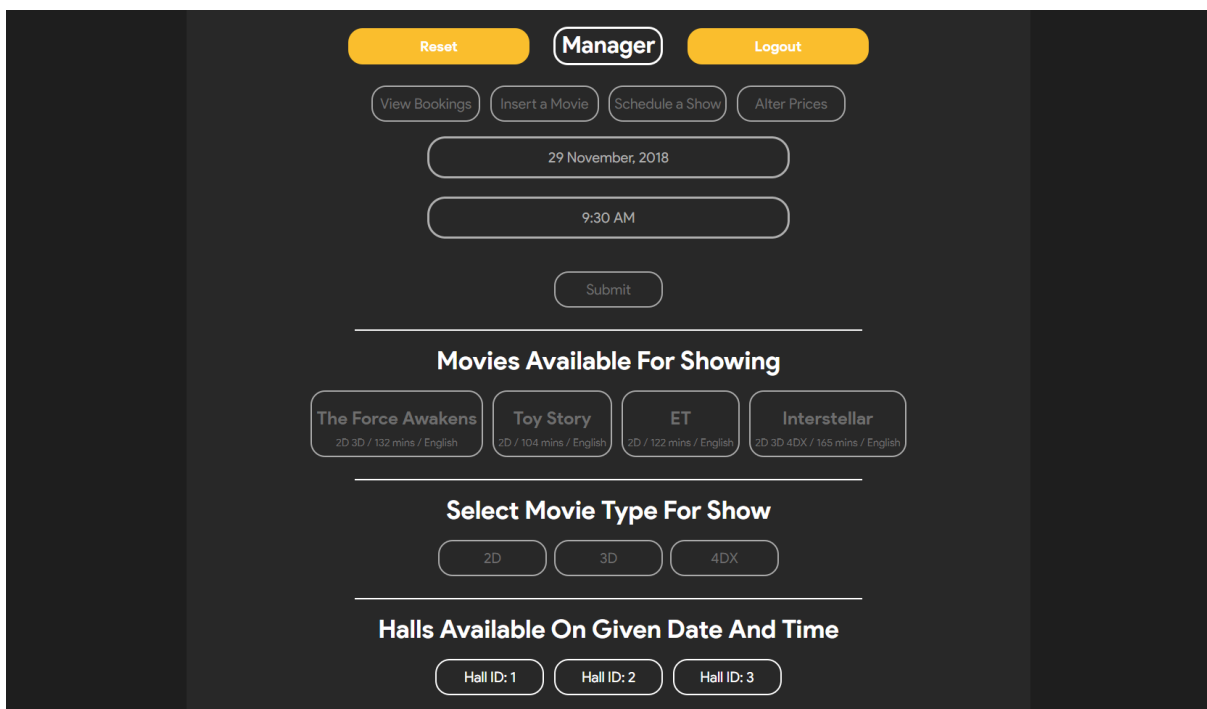 Reset Manager Logout
View Bookings Insert a Movie Schedule a Show Alter Prices
29 November, 2018
9:30 AM
Submit
Movies Available For Showing
The Force Awakens Toy Story ET Interstellar
2D 3D / 132 mins / English 2D / 104 mins / English 2D / 122 mins / English 2D 3D 4DX / 165 mins / English
Select Movie Type For Show
2D 3D 4DX
Halls Available On Given Date And Time
Hall ID: 1 Hall ID: 2 Hall ID: 3